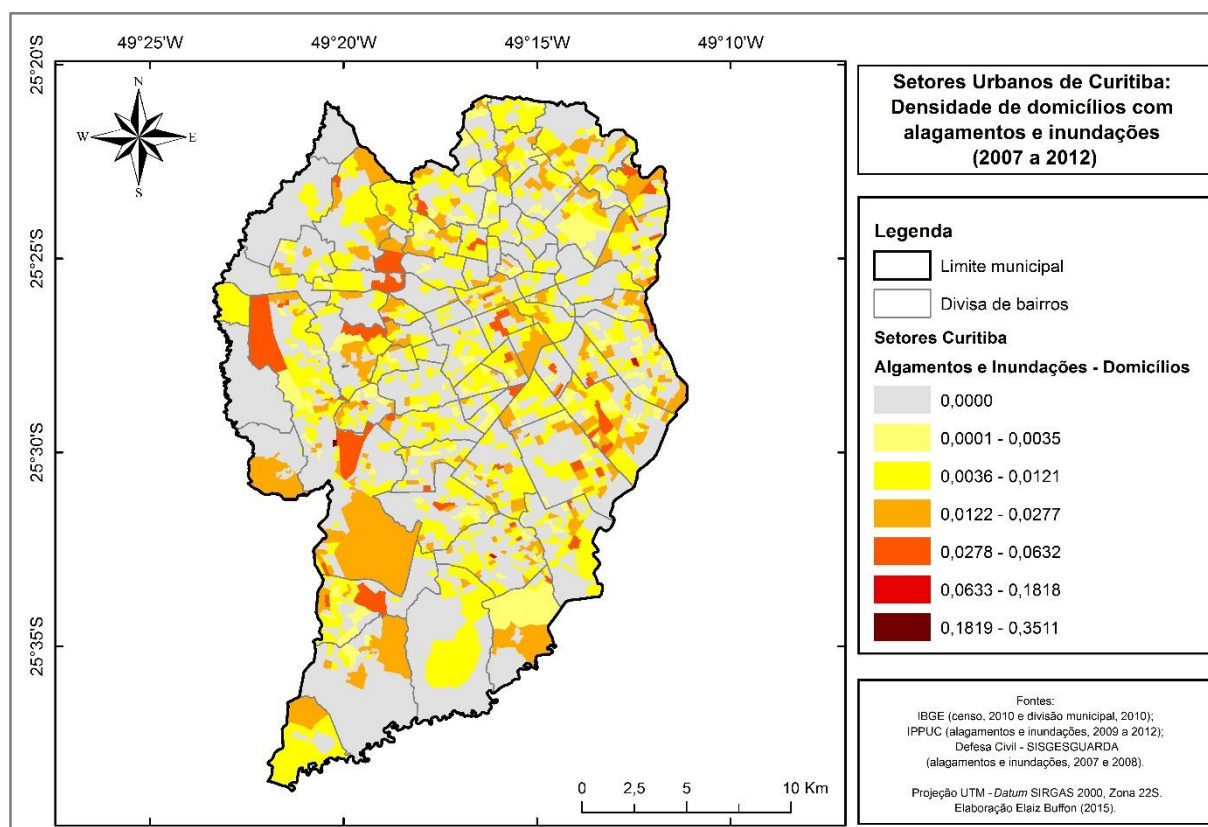 49°25'W
49°20'W
49°15'W
49°10'W
25°20'S
25°25'S
25°30'S
25°35'S
N
W
E
S
0
2,5
5
10 Km
Setores Urbanos de Curitiba:
Densidade de domicílios com
alagamentos e inundações
(2007 a 2012)
Legenda
Limite municipal
Divisa de bairros
Setores Curitiba
Algamentos e Inundações - Domicílios
0,0000
0,0001 - 0,0035
0,0036 - 0,0121
0,0122 - 0,0277
0,0278 - 0,0632
0,0633 - 0,1818
0,1819 - 0,3511
Fontes:
IBGE (censo, 2010 e divisão municipal, 2010);
IPPUC (alagamentos e inundações, 2009 a 2012);
Defesa Civil - SISGESGUARDA
(alagamentos e inundações, 2007 e 2008).
Projeção UTM - Datum SIRGAS 2000, Zona 22S.
Elaboração Elaiz Buffon (2015).